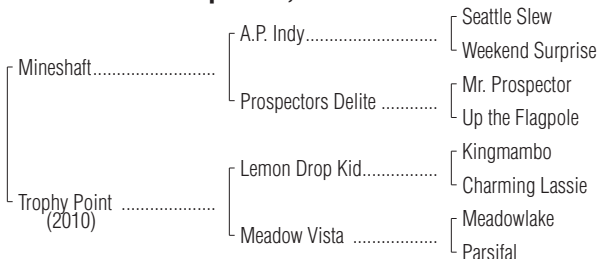 Seattle Slew
A.P. Indy..............................
Weekend Surprise
Mineshaft...........................
Mr. Prospector
Prospectors Delite .............
Up the Flagpole
Kingmambo
Lemon Drop Kid.................
Charming Lassie
Trophy Point .....................
(2010)
Meadowlake
Meadow Vista ...................
Parsifal